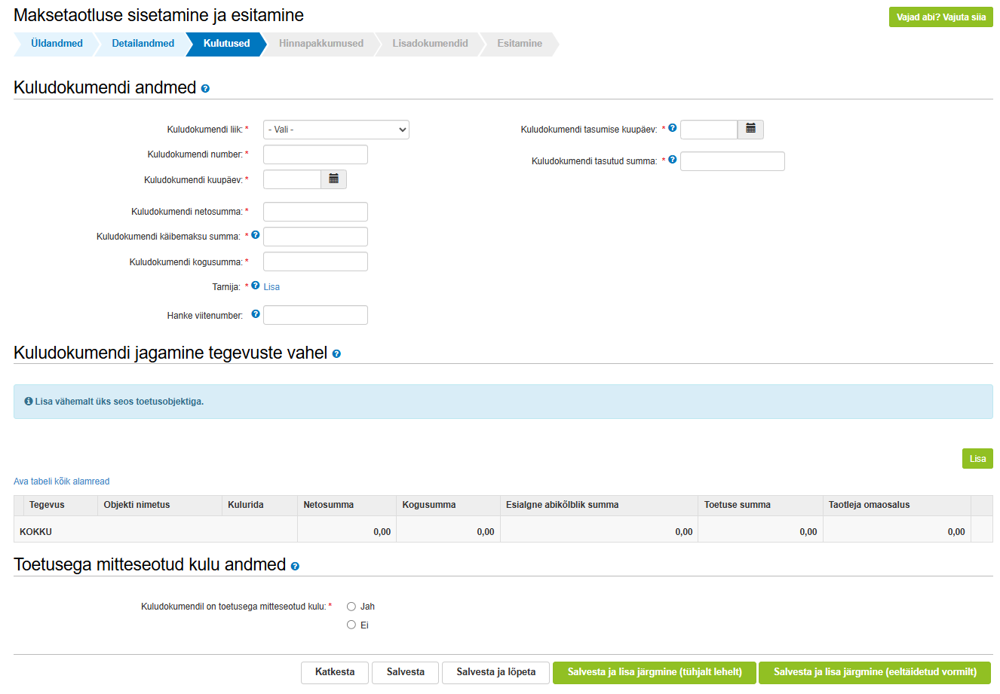 Maksetaotluse sisetamine ja esitamine
Vajad abi? Vajuta siia
Üldandmed Detailandmed Kulutused Hinnapakkumused Lisadokumendid Esitamine
Kuludokumendi andmed
Kuludokumendi liik: * - Vali -
Kuludokumendi number: *
Kuludokumendi kuupäev: *
Kuludokumendi netosumma: *
Kuludokumendi käibemaksu summa: *
Kuludokumendi kogusumma: *
Tarnija: * Lisa
Hanke viitenumber:
Kuludokumendi tasumise kuupäev: *
Kuludokumendi tasutud summa: *
Kuludokumendi jagamine tegevuste vahel
Lisa vähemalt üks seos toetusobjektiga.
Lisa
Ava tabeli kõik alamread
Tegevus Objekti nimetus Kulurida Netosumma Kogusumma Esialgne abikõlblik summa Toetuse summa Taotleja omaosalus
KOKKU 0,00 0,00 0,00 0,00 0,00
Toetusega mitteseotud kulu andmed
Kuludokumendil on toetusega mitteseotud kulu: * Jah
Ei
Katkesta Salvesta Salvesta ja lõpeta Salvesta ja lisa järgmine (tühjalt lehelt) Salvesta ja lisa järgmine (eeltäidetud vormilt)